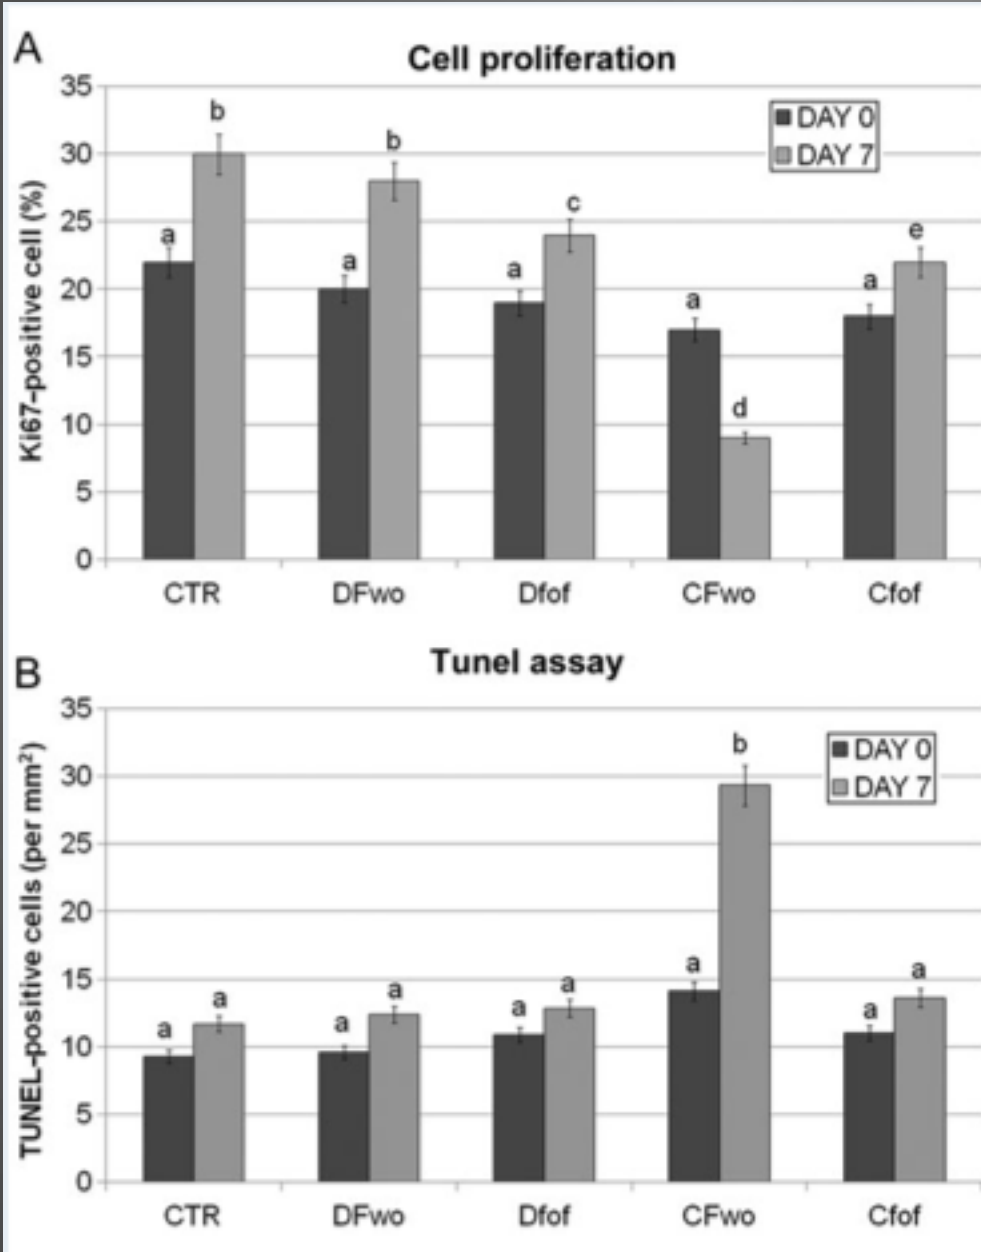 A
Cell proliferation
Ki67-positive cell (%)
35
30
25
20
15
10
5
0
DAY 0
DAY 7
a
b
a
b
a
c
a
d
a
e
CTR
DFwo
Dfof
CFwo
Cfof
B
Tunel assay
TUNEL-positive cells (per mm²)
35
30
25
20
15
10
5
0
DAY 0
DAY 7
a
a
a
a
a
a
a
b
a
a
CTR
DFwo
Dfof
CFwo
Cfof